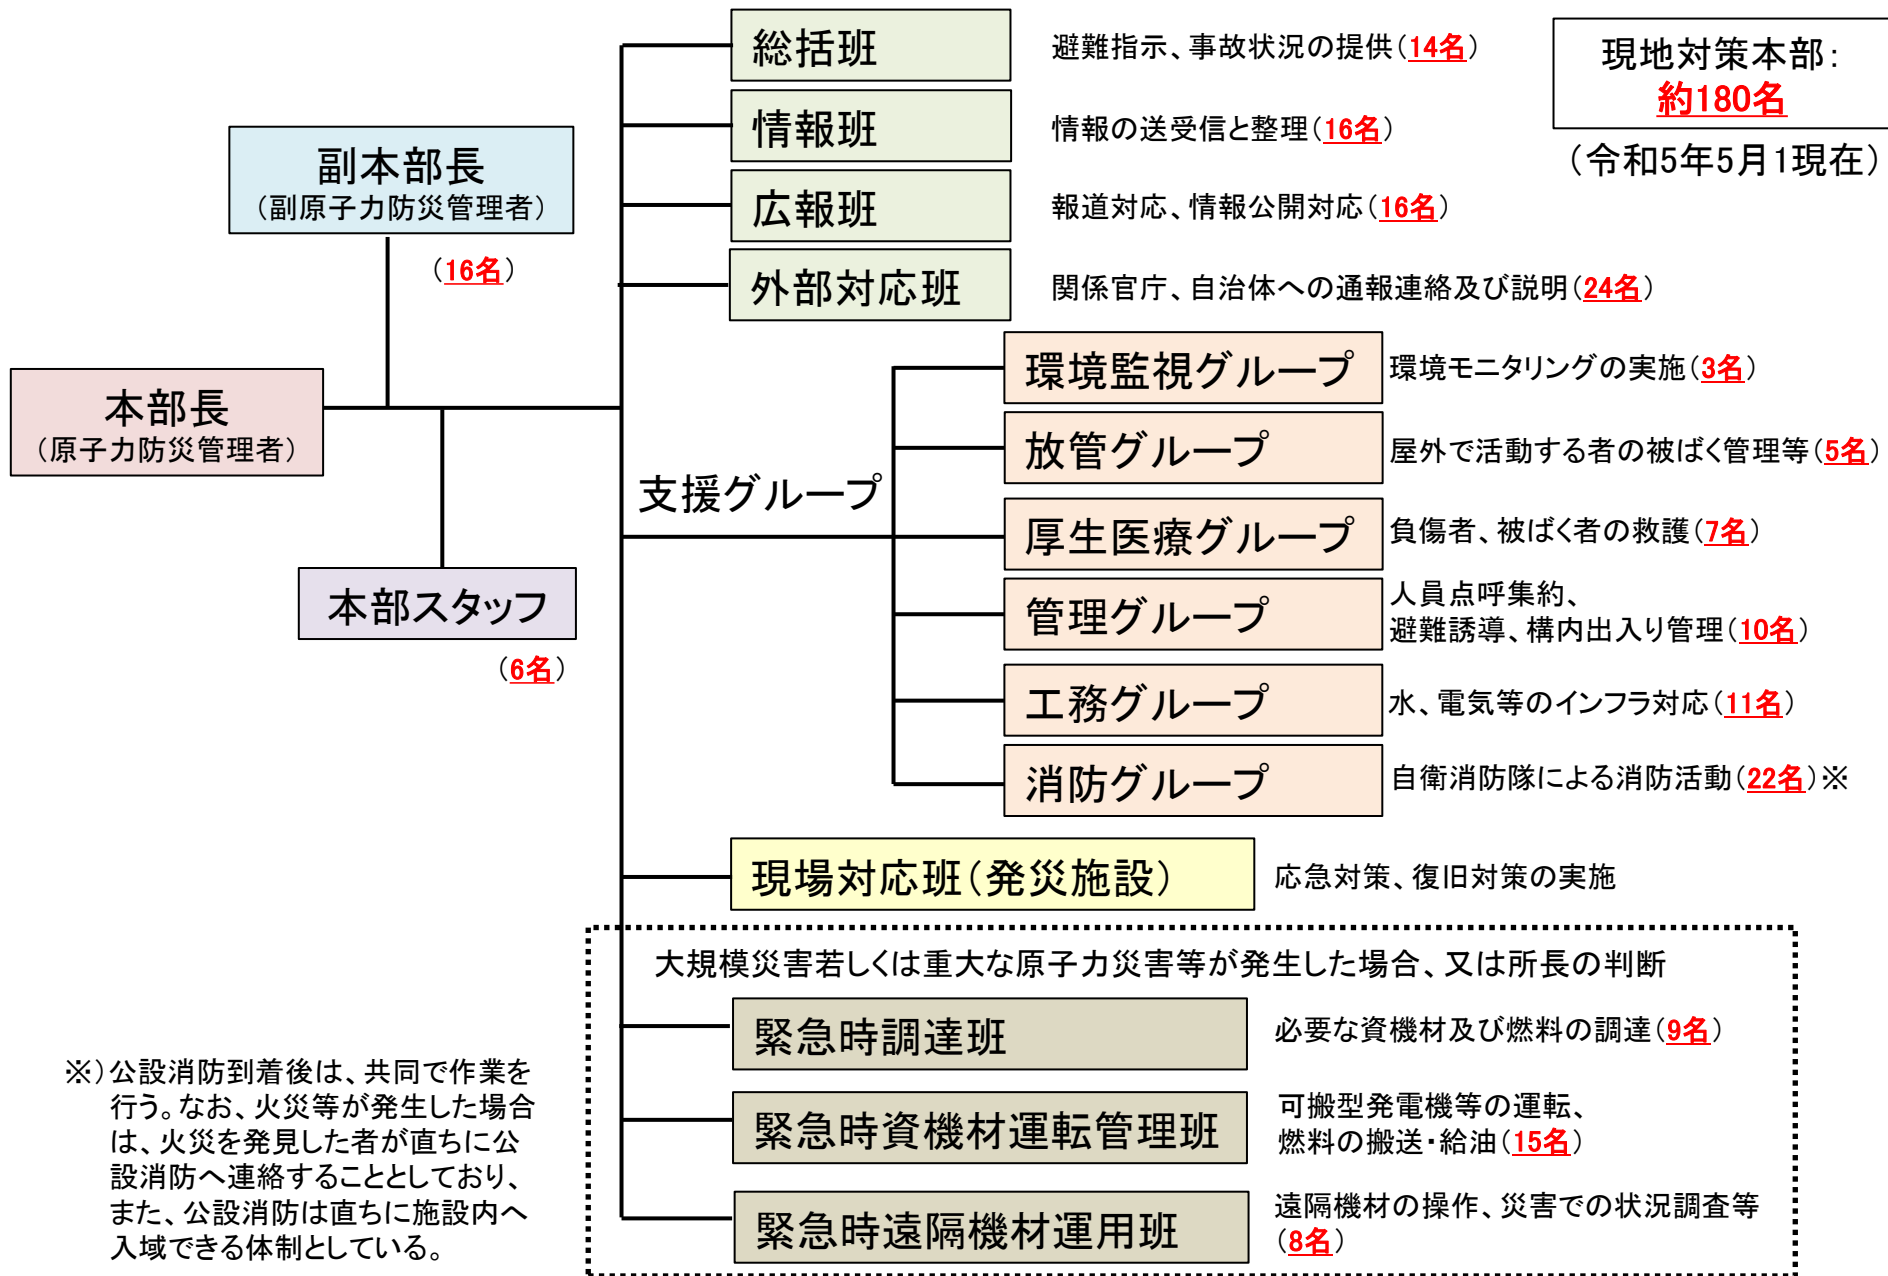 総括班
避難指示、事故状況の提供(14名)
現地対策本部:
約180名
(令和5年5月1現在)
情報班
情報の送受信と整理(16名)
副本部長
(副原子力防災管理者)
(16名)
広報班
報道対応、情報公開対応(16名)
外部対応班
関係官庁、自治体への通報連絡及び説明(24名)
本部長
(原子力防災管理者)
本部スタッフ
(6名)
支援グループ
環境監視グループ
環境モニタリングの実施(3名)
放管グループ
屋外で活動する者の被ばく管理等(5名)
厚生医療グループ
負傷者、被ばく者の救護(7名)
管理グループ
人員点呼集約、
避難誘導、構内出入り管理(10名)
工務グループ
水、電気等のインフラ対応(11名)
消防グループ
自衛消防隊による消防活動(22名)※
現場対応班(発災施設)
応急対策、復旧対策の実施
大規模災害若しくは重大な原子力災害等が発生した場合、又は所長の判断
緊急時調達班
必要な資機材及び燃料の調達(9名)
緊急時資機材運転管理班
可搬型発電機等の運転、
燃料の搬送・給油(15名)
緊急時遠隔機材運用班
遠隔機材の操作、災害での状況調査等
(8名)
※)公設消防到着後は、共同で作業を
行う。なお、火災等が発生した場合
は、火災を発見した者が直ちに公
設消防へ連絡することとしており、
また、公設消防は直ちに施設内へ
入域できる体制としている。